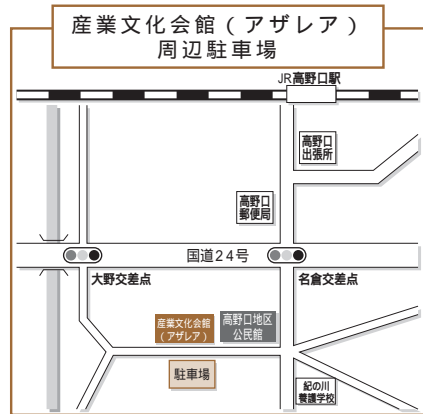 産業文化会館（アザレア）
周辺駐車場
JR高野口駅
高野口
出張所
高野口
郵便局
国道24号
大野交差点
名倉交差点
産業文化会館
（アザレア）
高野口地区
公民館
駐車場
紀の川
養護学校